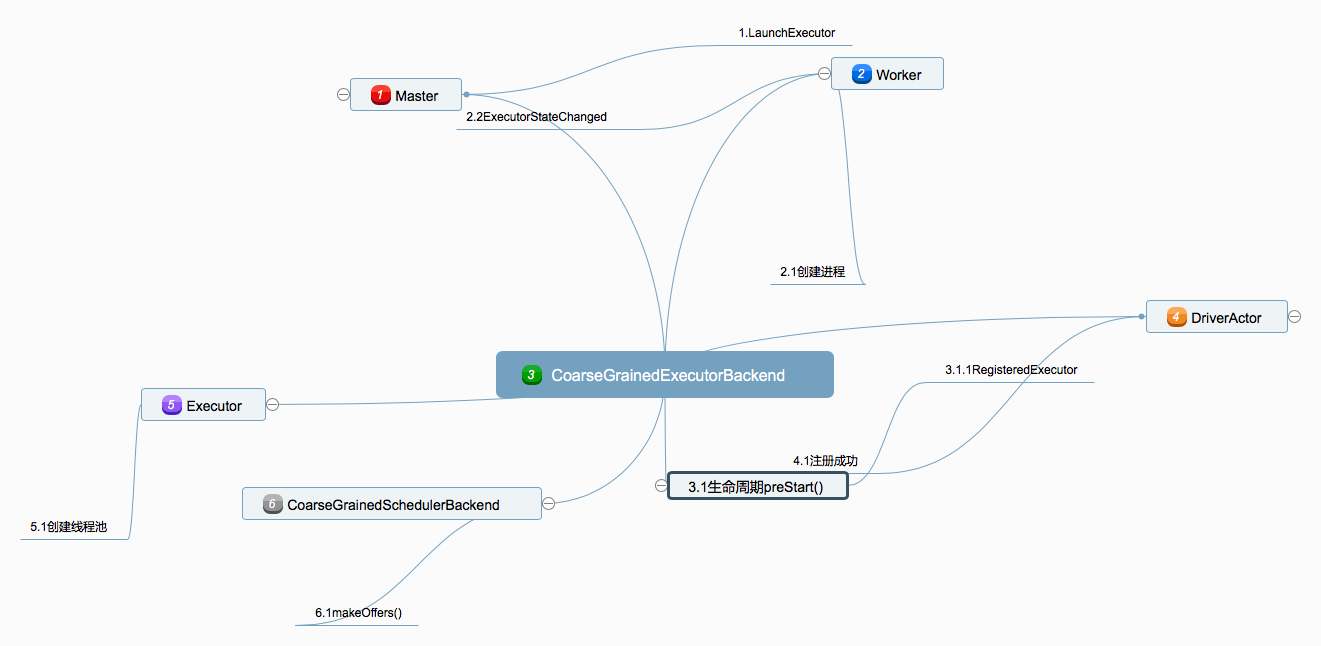 1.LaunchExecutor
2 Worker
1 Master
2.2ExecutorStateChanged
2.1创建进程
4 DriverActor
3 CoarseGrainedExecutorBackend
3.1.1RegisteredExecutor
5 Executor
4.1注册成功
3.1生命周期preStart()
6 CoarseGrainedSchedulerBackend
5.1创建线程池
6.1makeOffers()